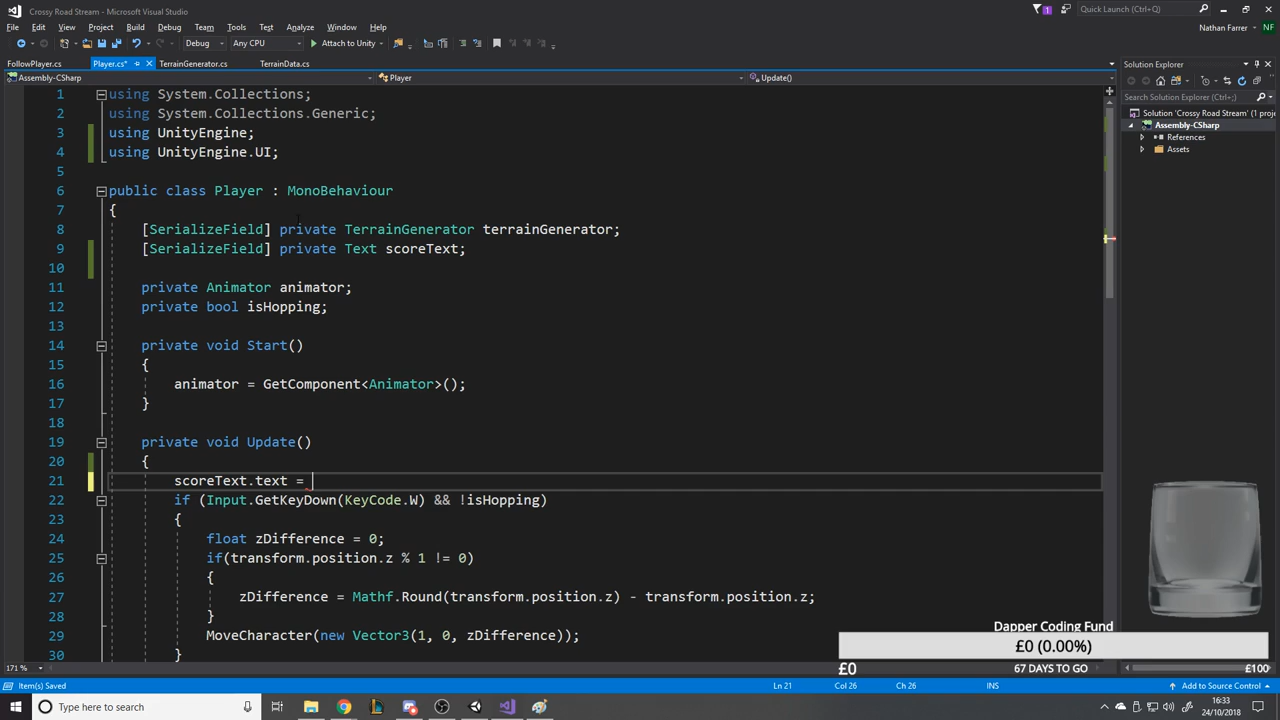 Crossy Road Stream - Microsoft Visual Studio
1
Quick Launch (Ctrl+Q)
File Edit View Project Build Debug Team Tools Test Analyze Window Help
Nathan Farrer NF
Debug Any CPU Attach to Unity
FollowPlayer.cs Player.cs* TerrainGenerator.cs TerrainData.cs
Solution Explorer
Assembly-CSharp Player Update()
Search Solution Explorer (Ctrl+;)
Solution 'Crossy Road Stream' (1 proje
Assembly-CSharp
References
Assets
1 using System.Collections;
2 using System.Collections.Generic;
3 using UnityEngine;
4 using UnityEngine.UI;
5
6 public class Player : MonoBehaviour
7 {
8 [SerializeField] private TerrainGenerator terrainGenerator;
9 [SerializeField] private Text scoreText;
10
11 private Animator animator;
12 private bool isHopping;
13
14 private void Start()
15 {
16 animator = GetComponent<Animator>();
17 }
18
19 private void Update()
20 {
21 scoreText.text =
22 if (Input.GetKeyDown(KeyCode.W) && !isHopping)
23 {
24 float zDifference = 0;
25 if(transform.position.z % 1 != 0)
26 {
27 zDifference = Mathf.Round(transform.position.z) - transform.position.z;
28 }
29 MoveCharacter(new Vector3(1, 0, zDifference));
30 }
Dapper Coding Fund
£0 (0.00%)
£0 67 DAYS TO GO £100
171 %
Item(s) Saved Ln 21 Col 26 Ch 26 INS Add to Source Control
Type here to search
16:33
24/10/2018